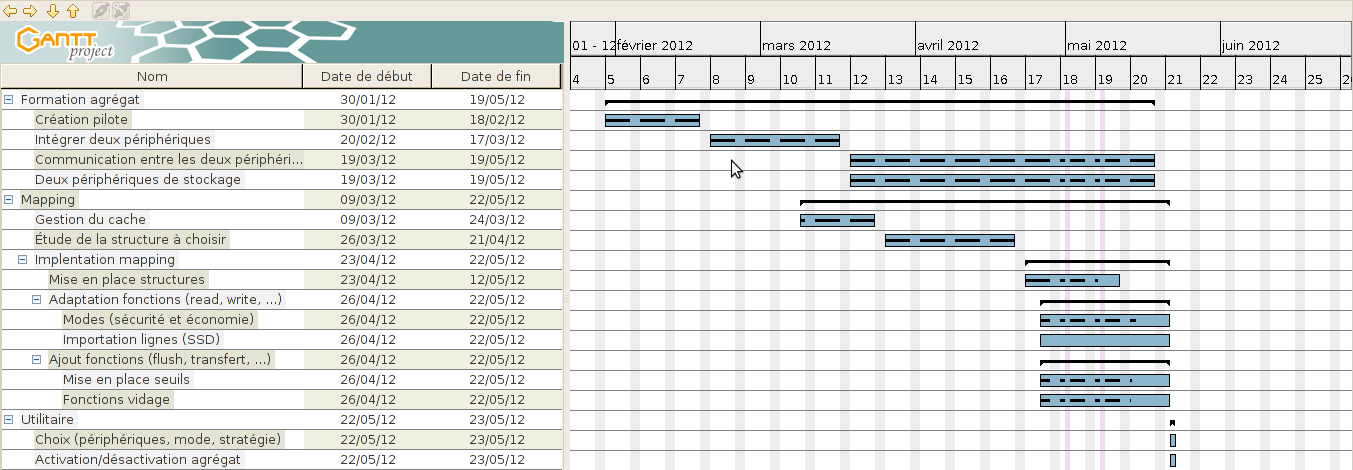 GANTT project
01 - 12 février 2012 mars 2012 avril 2012 mai 2012 juin 2012
Nom Date de début Date de fin 4 5 6 7 8 9 10 11 12 13 14 15 16 17 18 19 20 21 22 23 24 25
Formation agrégat 30/01/12 19/05/12
Création pilote 30/01/12 18/02/12
Intégrer deux périphériques 20/02/12 17/03/12
Communication entre les deux périphéri... 19/03/12 19/05/12
Deux périphériques de stockage 19/03/12 19/05/12
Mapping 09/03/12 22/05/12
Gestion du cache 09/03/12 24/03/12
Étude de la structure à choisir 26/03/12 21/04/12
Implentation mapping 23/04/12 22/05/12
Mise en place structures 23/04/12 12/05/12
Adaptation fonctions (read, write, ...) 26/04/12 22/05/12
Modes (sécurité et économie) 26/04/12 22/05/12
Importation lignes (SSD) 26/04/12 22/05/12
Ajout fonctions (flush, transfert, ...) 26/04/12 22/05/12
Mise en place seuils 26/04/12 22/05/12
Fonctions vidage 26/04/12 22/05/12
Utilitaire 22/05/12 23/05/12
Choix (périphériques, mode, stratégie) 22/05/12 23/05/12
Activation/désactivation agrégat 22/05/12 23/05/12